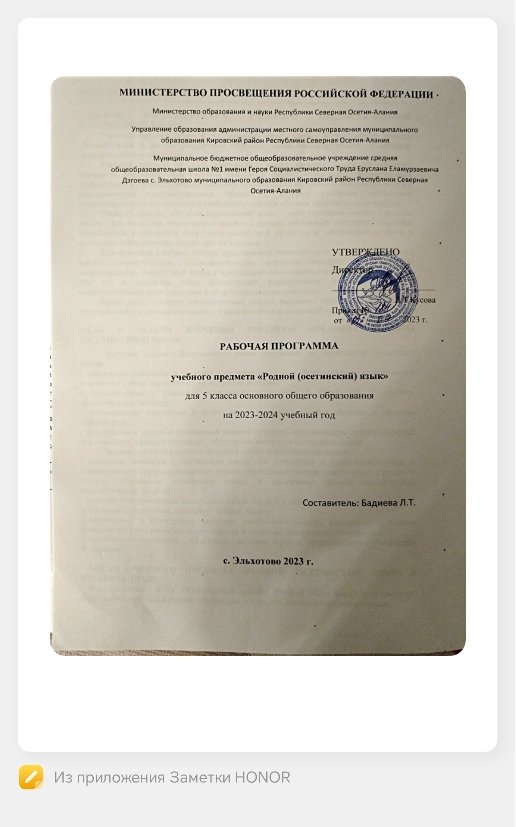 МИНИСТЕРСТВО ПРОСВЕЩЕНИЯ РОССИЙСКОЙ ФЕДЕРАЦИИ
Министерство образования и науки Республики Северная Осетия-Алания
Управление образования администрации местного самоуправления муниципального
образования Кировский район Республики Северная Осетия-Алания
Муниципальное бюджетное общеобразовательное учреждение средняя
общеобразовательная школа №1 имени Героя Социалистического Труда Еруслана Еламурзаевича
Дзгоева с. Эльхотово муниципального образования Кировский район Республики Северная
Осетия-Алания
УТВЕРЖДЕНО
Директор
Кусова
от
2023 г.
РАБОЧАЯ ПРОГРАММА
учебного предмета «Родной (осетинский) язык»
для 5 класса основного общего образования
на 2023-2024 учебный год
Составитель: Бадиева Л.Т.
с. Эльхотово 2023 г.
Из приложения Заметки HONOR